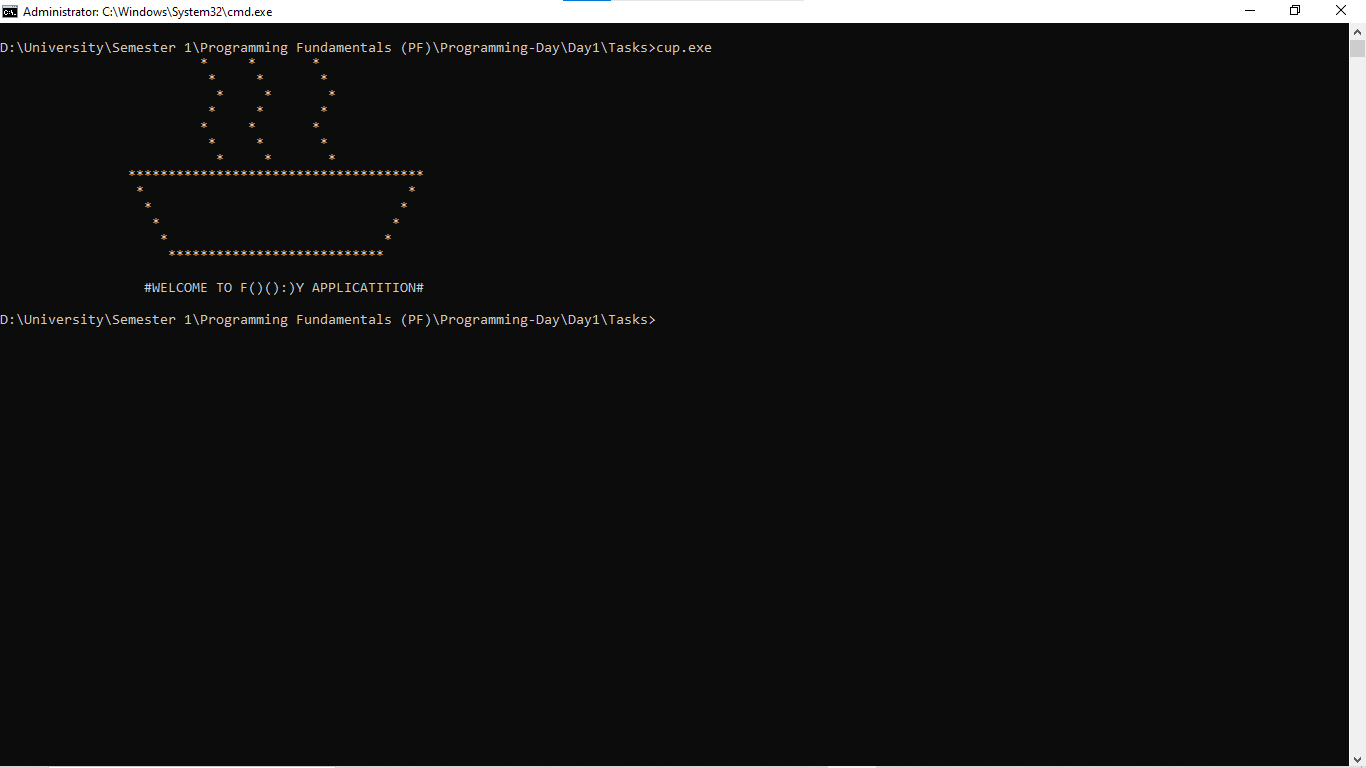 Administrator: C:\Windows\System32\cmd.exe
D:\University\Semester 1\Programming Fundamentals (PF)\Programming-Day\Day1\Tasks>cup.exe
                         *     *       *
                          *     *       *
                           *     *       *
                          *     *       *
                         *     *       *
                          *     *       *
                           *     *       *
                *************************************
                 *                                 *
                  *                               *
                   *                             *
                    *                           *
                     ***************************
                  #WELCOME TO F()():)Y APPLICATITION#
D:\University\Semester 1\Programming Fundamentals (PF)\Programming-Day\Day1\Tasks>